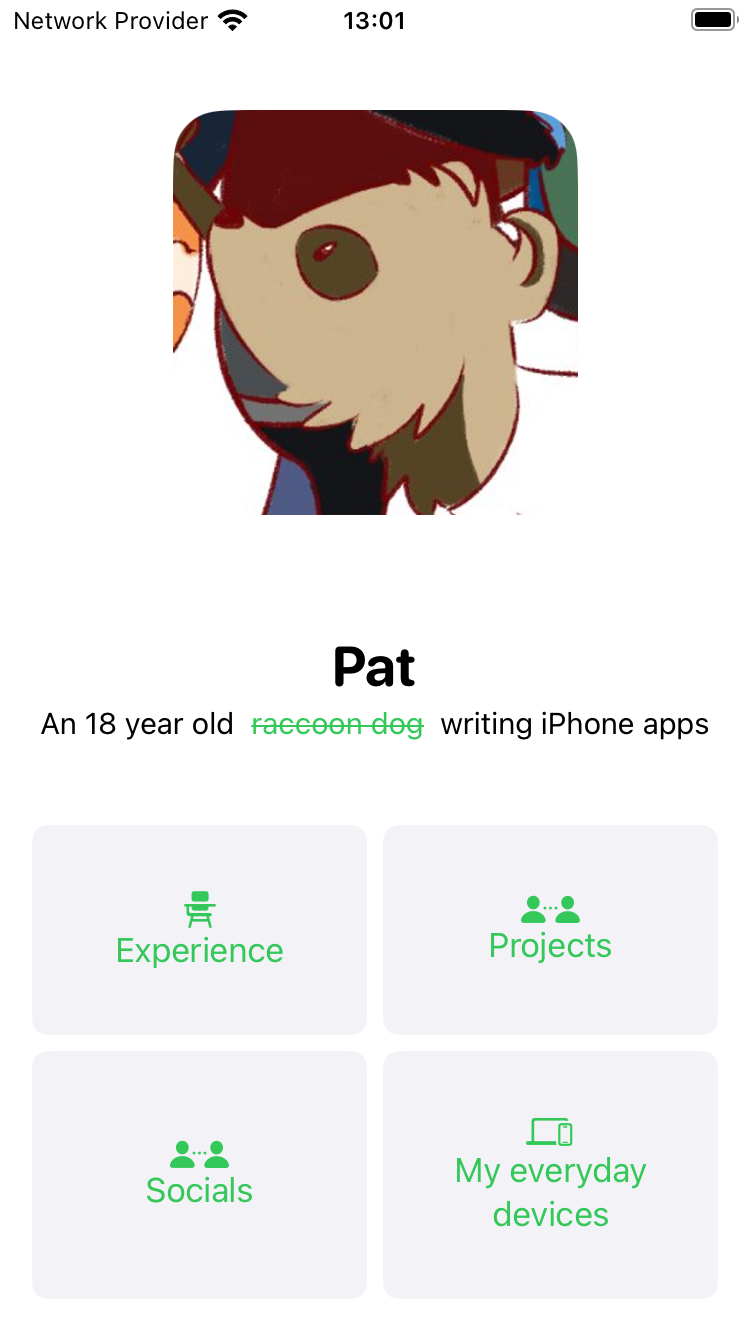 Network Provider 13:01
Pat
An 18 year old raccoon dog writing iPhone apps
Experience
Projects
Socials
My everyday
devices